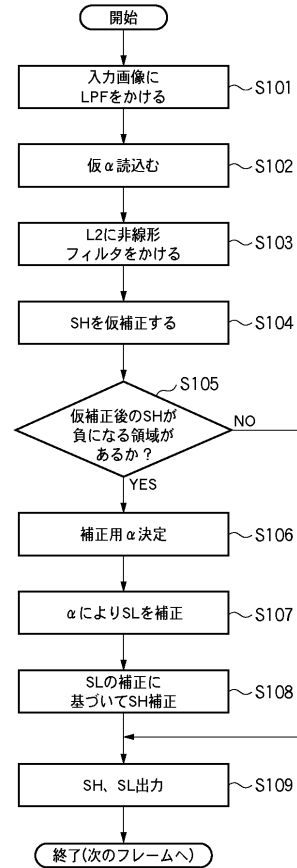 開始
入力画像に
LPFをかける
S101
仮α読込む
S102
L2に非線形
フィルタをかける
S103
SHを仮補正する
S104
S105
仮補正後のSHが
負になる領域が
あるか？
NO
YES
補正用α決定
S106
αによりSLを補正
S107
SLの補正に
基づいてSH補正
S108
SH、SL出力
S109
終了(次のフレームへ)